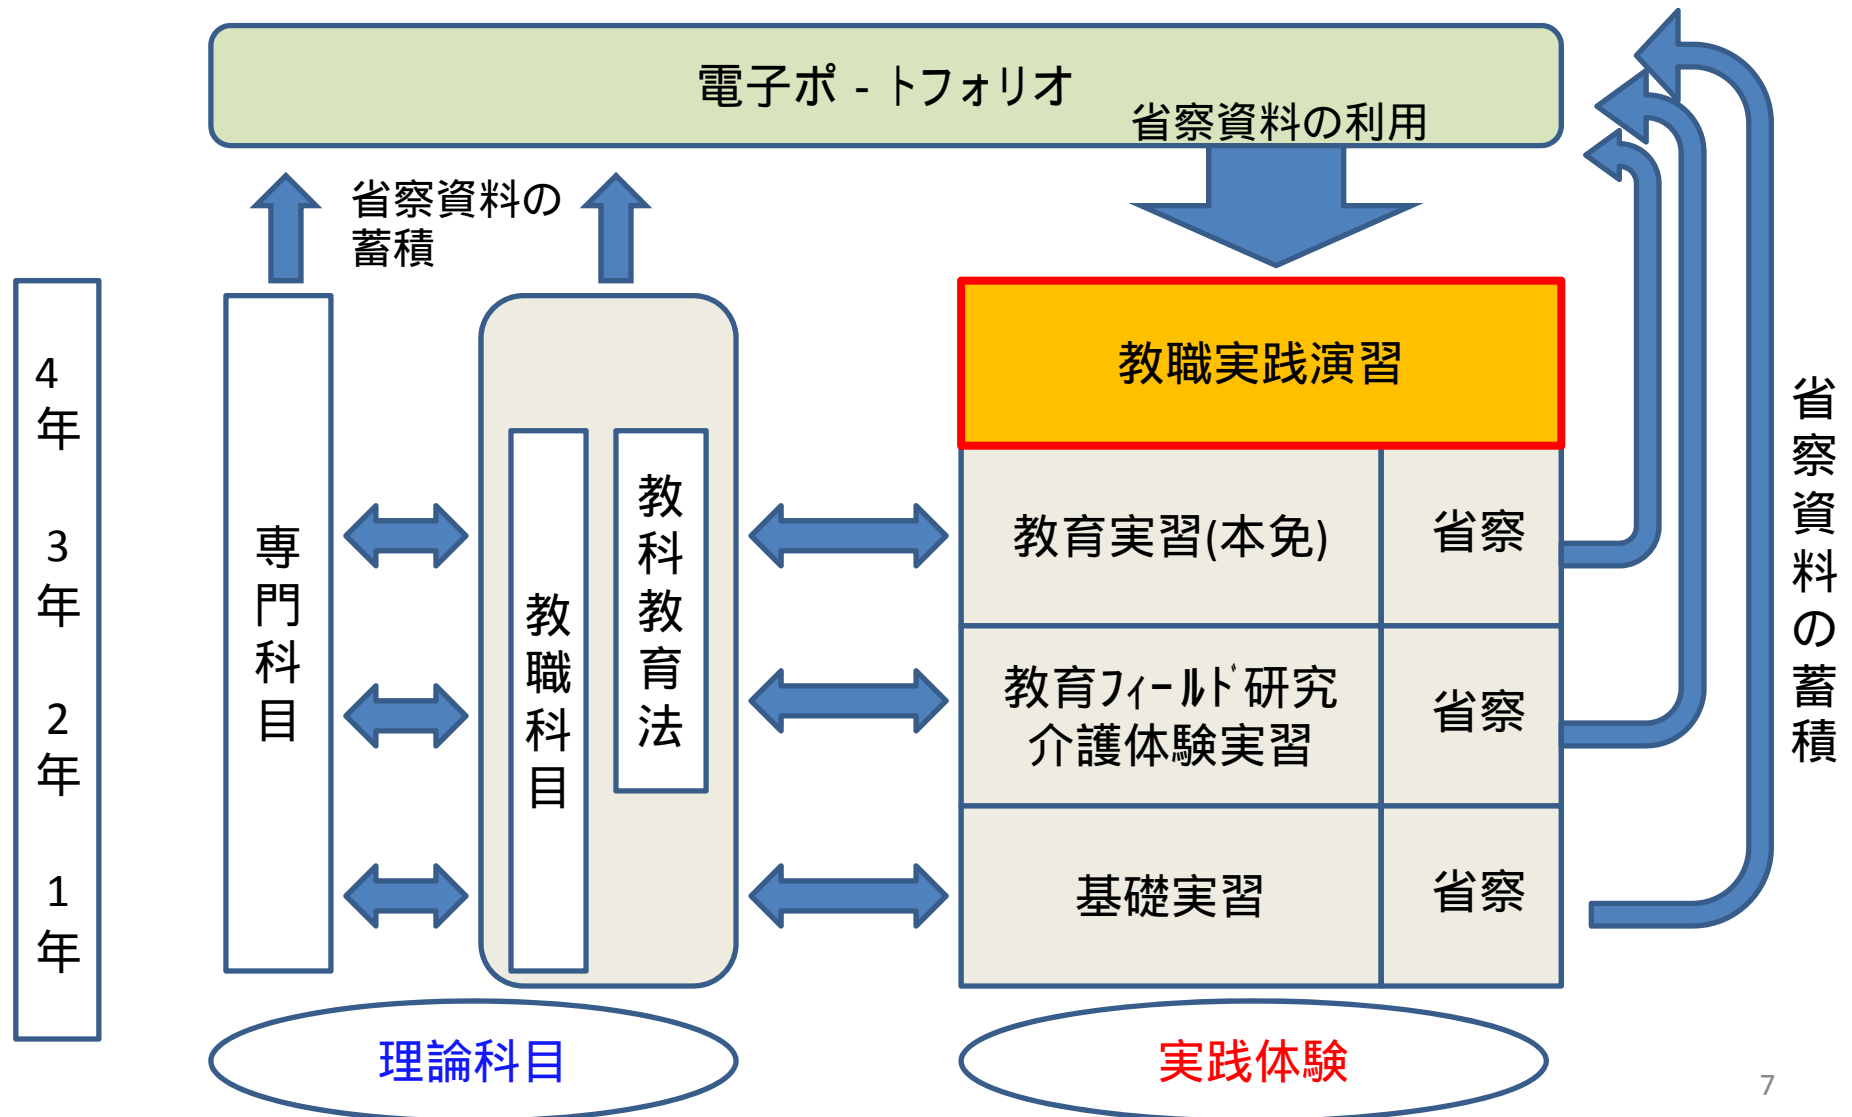 電子ポ - トフォリオ
省察資料の利用
省察資料の
蓄積
4
年
3
年
2
年
1
年
専門科目
教職科目
教科教育法
教職実践演習
教育実習(本免)
省察
教育フィールド研究
介護体験実習
省察
基礎実習
省察
省察資料の蓄積
理論科目
実践体験
7